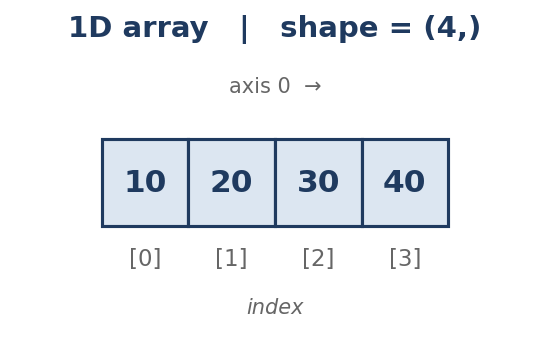 1D array | shape = (4,)
axis 0 →
10 20 30 40
[0] [1] [2] [3]
index